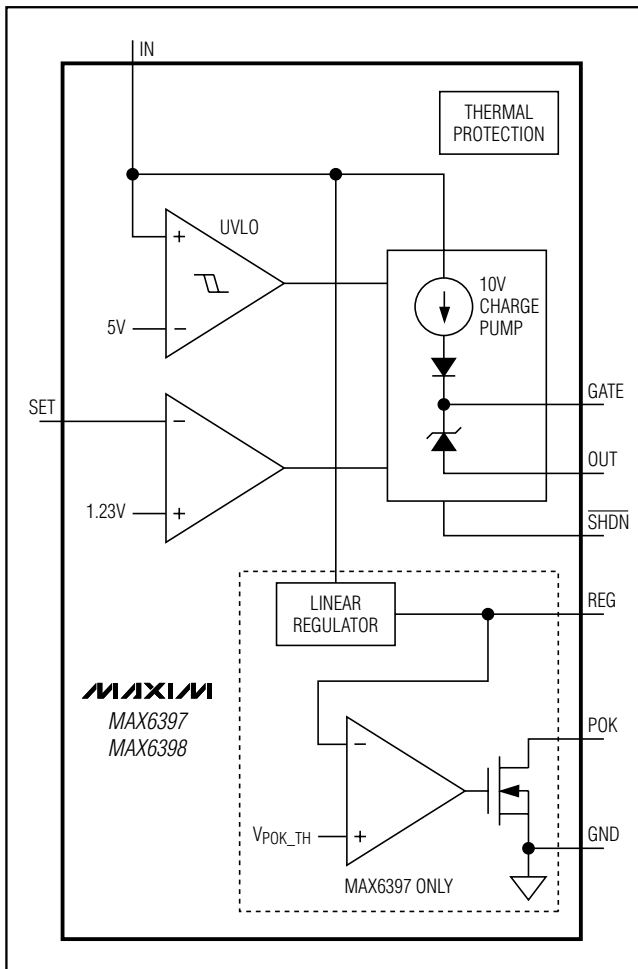 IN
THERMAL
PROTECTION
UVLO
+
5V
−
10V
CHARGE
PUMP
GATE
SET
−
OUT
1.23V
+
SHDN
LINEAR
REGULATOR
REG
MAXIM
MAX6397
MAX6398
−
POK
VPOK_TH
+
GND
MAX6397 ONLY